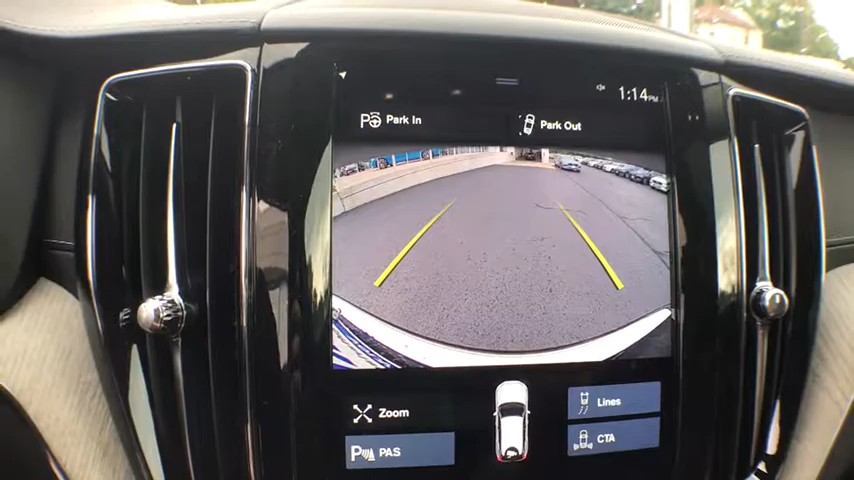 1:14PM
Park In
Park Out
Zoom
Lines
PAS
CTA